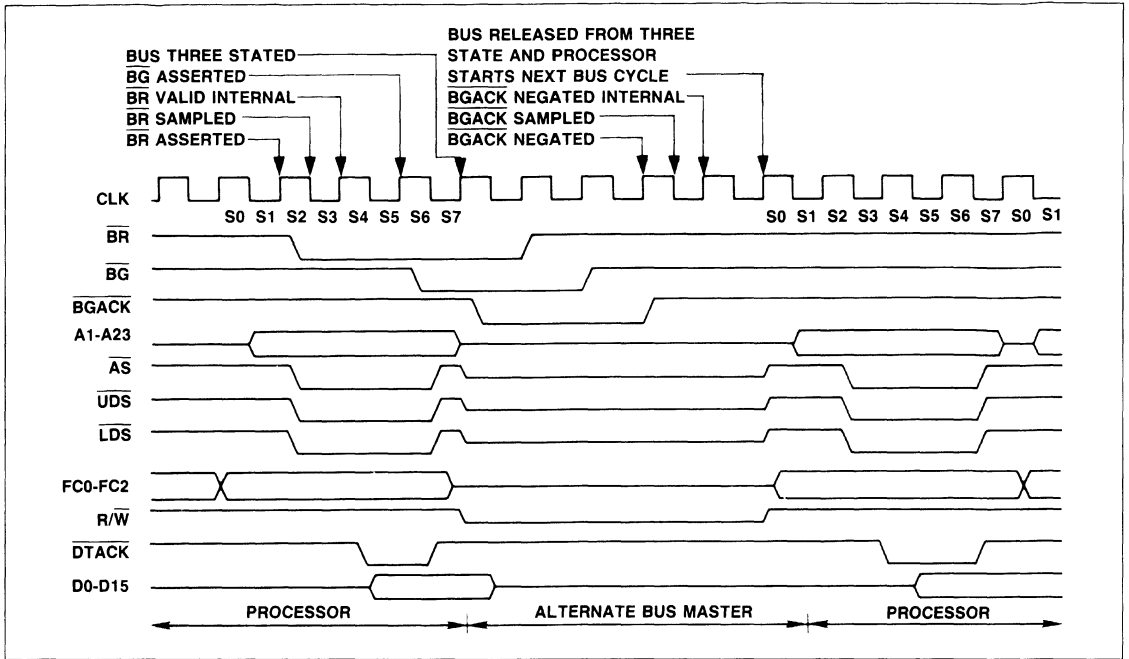 BUS THREE STATED
BG ASSERTED
BR VALID INTERNAL
BR SAMPLED
BR ASSERTED
BUS RELEASED FROM THREE
STATE AND PROCESSOR
STARTS NEXT BUS CYCLE
BGACK NEGATED INTERNAL
BGACK SAMPLED
BGACK NEGATED
CLK
S0 S1 S2 S3 S4 S5 S6 S7 S0 S1 S2 S3 S4 S5 S6 S7 S0 S1
BR
BG
BGACK
A1-A23
AS
UDS
LDS
FC0-FC2
R/W
DTACK
D0-D15
PROCESSOR ALTERNATE BUS MASTER PROCESSOR